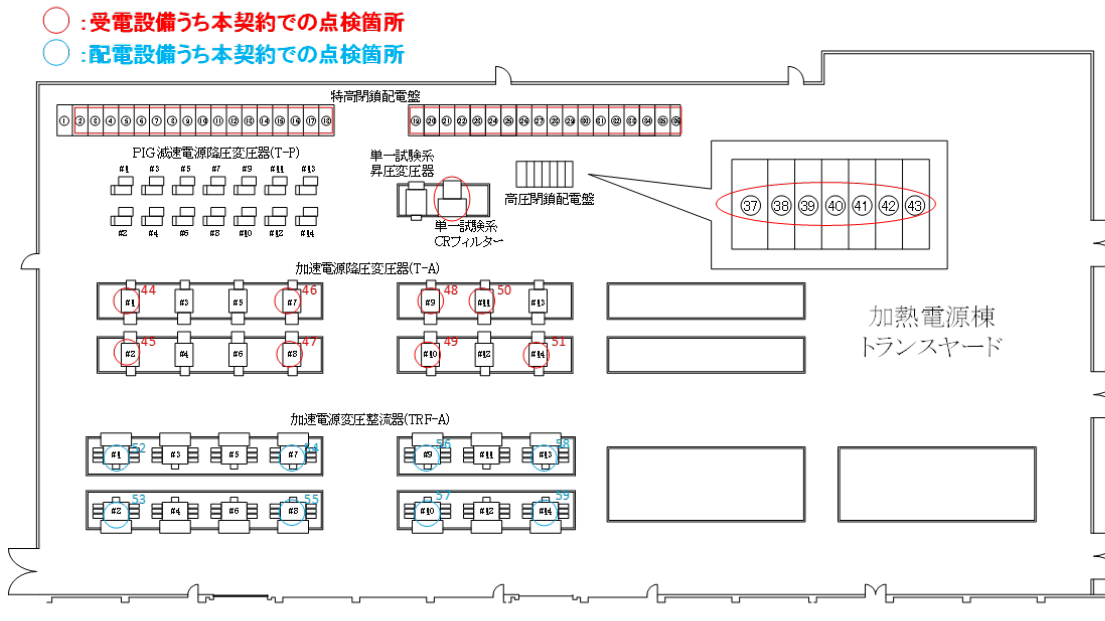 ○：受電設備うち本契約での点検箇所
○：配電設備うち本契約での点検箇所
特高閉鎖配電盤
① ② ③ ④ ⑤ ⑥ ⑦ ⑧ ⑨ ⑩ ⑪ ⑫ ⑬ ⑭ ⑮ ⑯ ⑰ ⑱
⑲ ⑳ ㉑ ㉒ ㉓ ㉔ ㉕ ㉖ ㉗ ㉘ ㉙ ㉚ ㉛ ㉜ ㉝ ㉞ ㉟ ㊱
PIG減速電源降圧変圧器(T-P)
#1 #3 #5 #7 #9 #11 #13
#2 #4 #6 #8 #10 #12 #14
単一試験系
昇圧変圧器
単一試験系
CRフィルター
高圧閉鎖配電盤
㊲ ㊳ ㊴ ㊵ ㊶ ㊷ ㊸
加速電源降圧変圧器(T-A)
#1 44 #3 #5 #7 46 #9 48 #11 50 #13
#2 45 #4 #6 #8 47 #10 49 #12 #14 51
加熱電源棟
トランスヤード
加速電源変圧整流器(TRF-A)
#1 52 #3 #5 #7 54 #9 56 #11 #13 58
#2 53 #4 #6 #8 55 #10 57 #12 #14 59